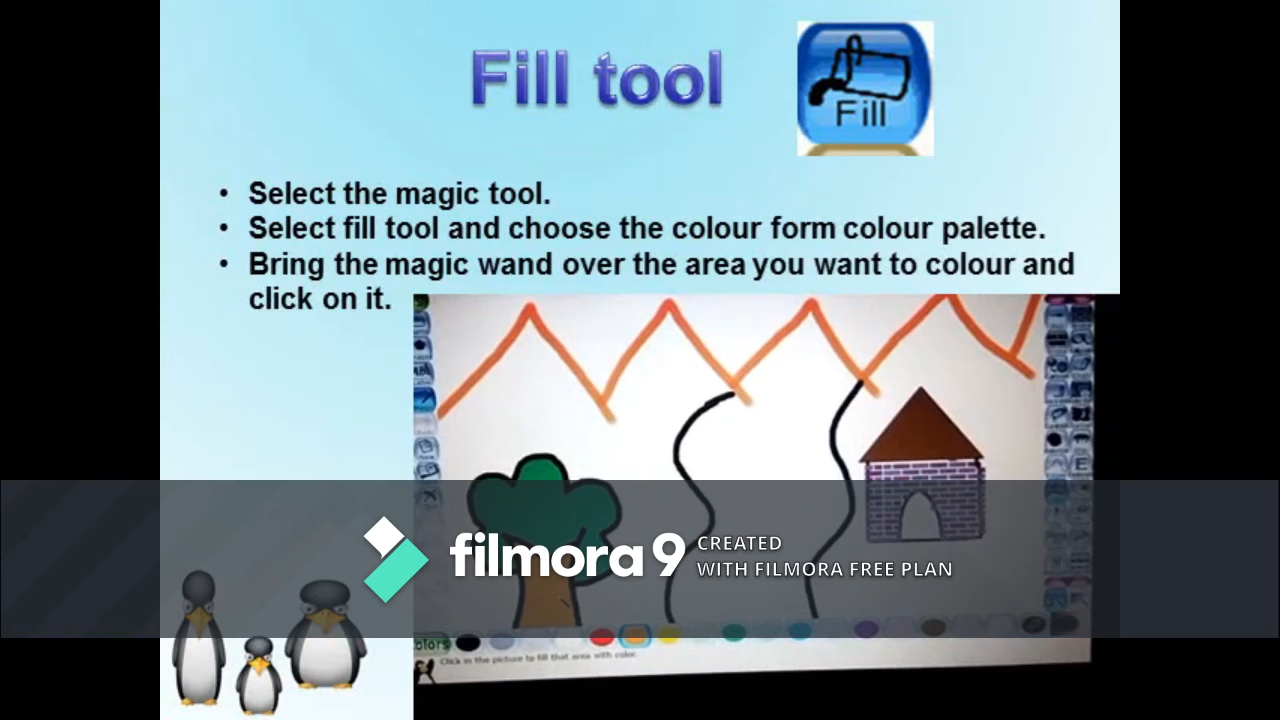 Fill tool
Fill
• Select the magic tool.
• Select fill tool and choose the colour form colour palette.
• Bring the magic wand over the area you want to colour and
click on it.
filmora9
CREATED
WITH FILMORA FREE PLAN
Colors
Click in the picture to fill that area with color.